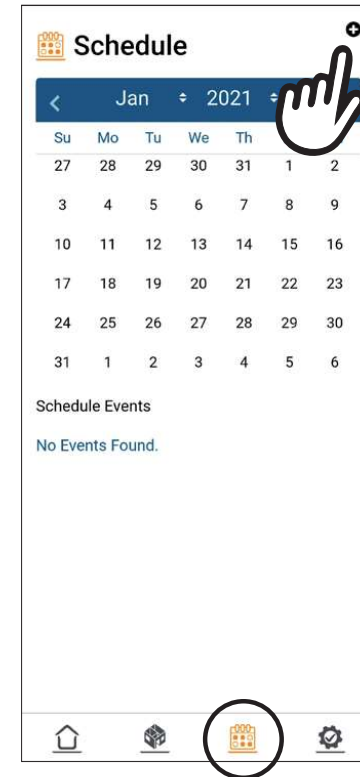 Schedule
Jan 2021
Su Mo Tu We Th
27 28 29 30 31 1 2
3 4 5 6 7 8 9
10 11 12 13 14 15 16
17 18 19 20 21 22 23
24 25 26 27 28 29 30
31 1 2 3 4 5 6
Schedule Events
No Events Found.